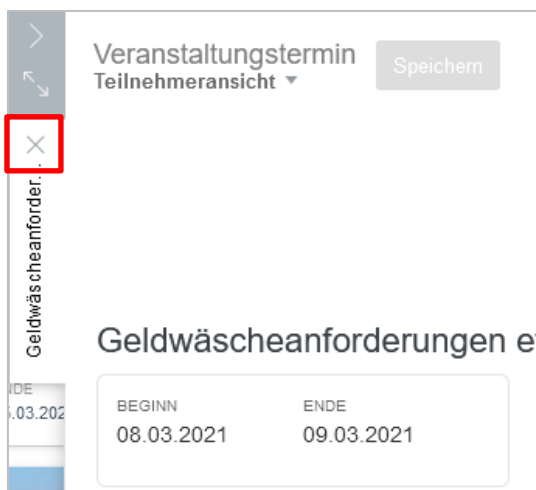 Veranstaltungstermin
Teilnehmeransicht
Speichern
Geldwäscheanforder...
Geldwäscheanforderungen
BEGINN
ENDE
08.03.2021
09.03.2021